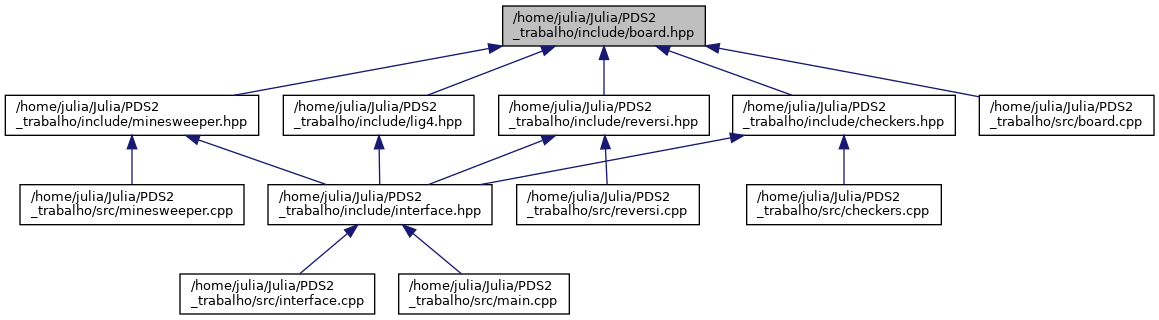 /home/julia/Julia/PDS2
_trabalho/include/board.hpp
/home/julia/Julia/PDS2
_trabalho/include/minesweeper.hpp
/home/julia/Julia/PDS2
_trabalho/include/lig4.hpp
/home/julia/Julia/PDS2
_trabalho/include/reversi.hpp
/home/julia/Julia/PDS2
_trabalho/include/checkers.hpp
/home/julia/Julia/PDS2
_trabalho/src/board.cpp
/home/julia/Julia/PDS2
_trabalho/src/minesweeper.cpp
/home/julia/Julia/PDS2
_trabalho/include/interface.hpp
/home/julia/Julia/PDS2
_trabalho/src/reversi.cpp
/home/julia/Julia/PDS2
_trabalho/src/checkers.cpp
/home/julia/Julia/PDS2
_trabalho/src/interface.cpp
/home/julia/Julia/PDS2
_trabalho/src/main.cpp